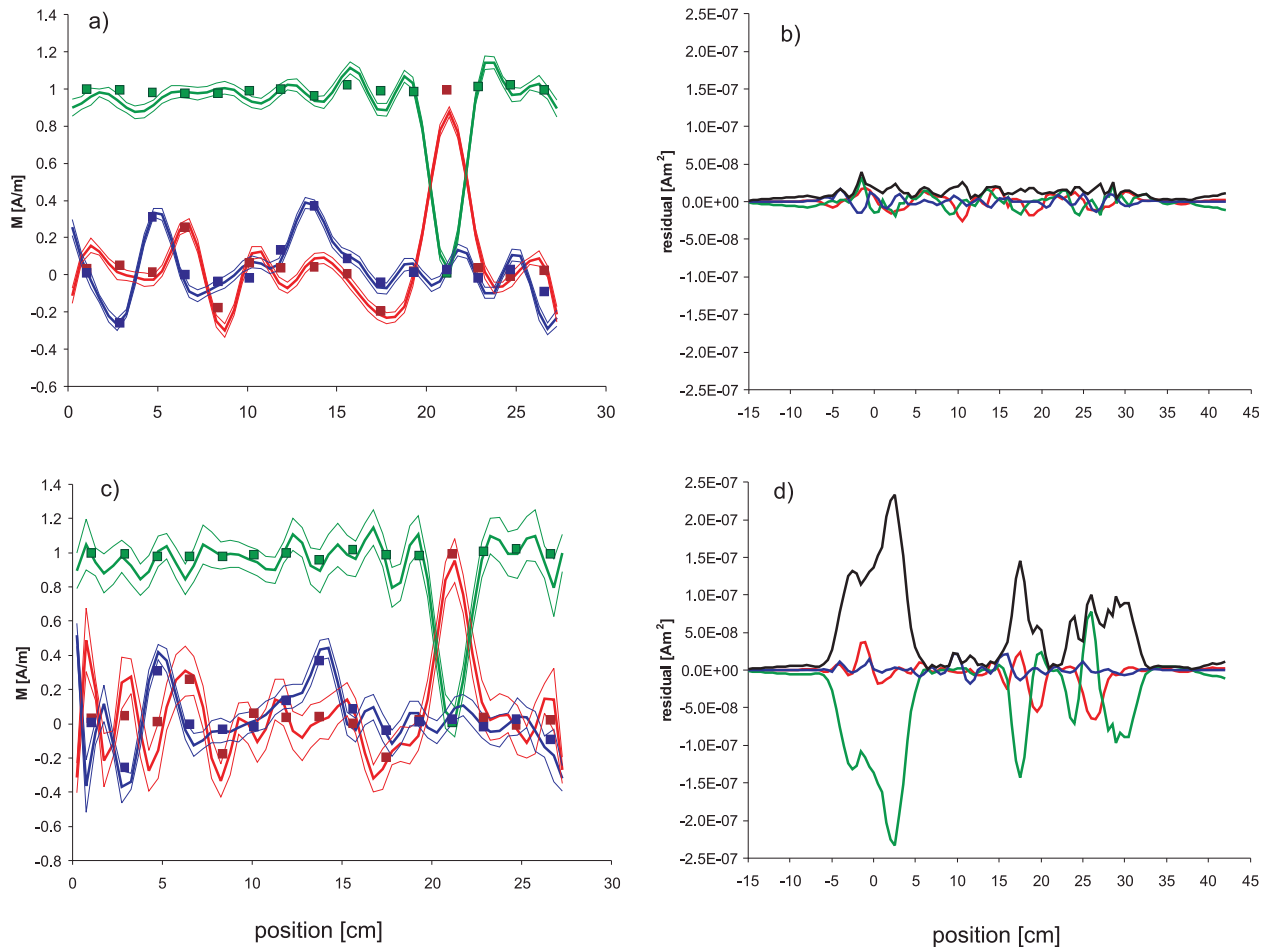 a)
M [A/m]
1.4
1.2
1
0.8
0.6
0.4
0.2
0
-0.2
-0.4
-0.6
0 5 10 15 20 25 30
b)
residual [Am²]
2.5E-07
2.0E-07
1.5E-07
1.0E-07
5.0E-08
0.0E+00
-5.0E-08
-1.0E-07
-1.5E-07
-2.0E-07
-2.5E-07
-15 -10 -5 0 5 10 15 20 25 30 35 40 45
c)
M [A/m]
1.4
1.2
1
0.8
0.6
0.4
0.2
0
-0.2
-0.4
-0.6
-0.8
0 5 10 15 20 25 30
position [cm]
d)
residual [Am²]
2.5E-07
2.0E-07
1.5E-07
1.0E-07
5.0E-08
0.0E+00
-5.0E-08
-1.0E-07
-1.5E-07
-2.0E-07
-2.5E-07
-15 -10 -5 0 5 10 15 20 25 30 35 40 45
position [cm]